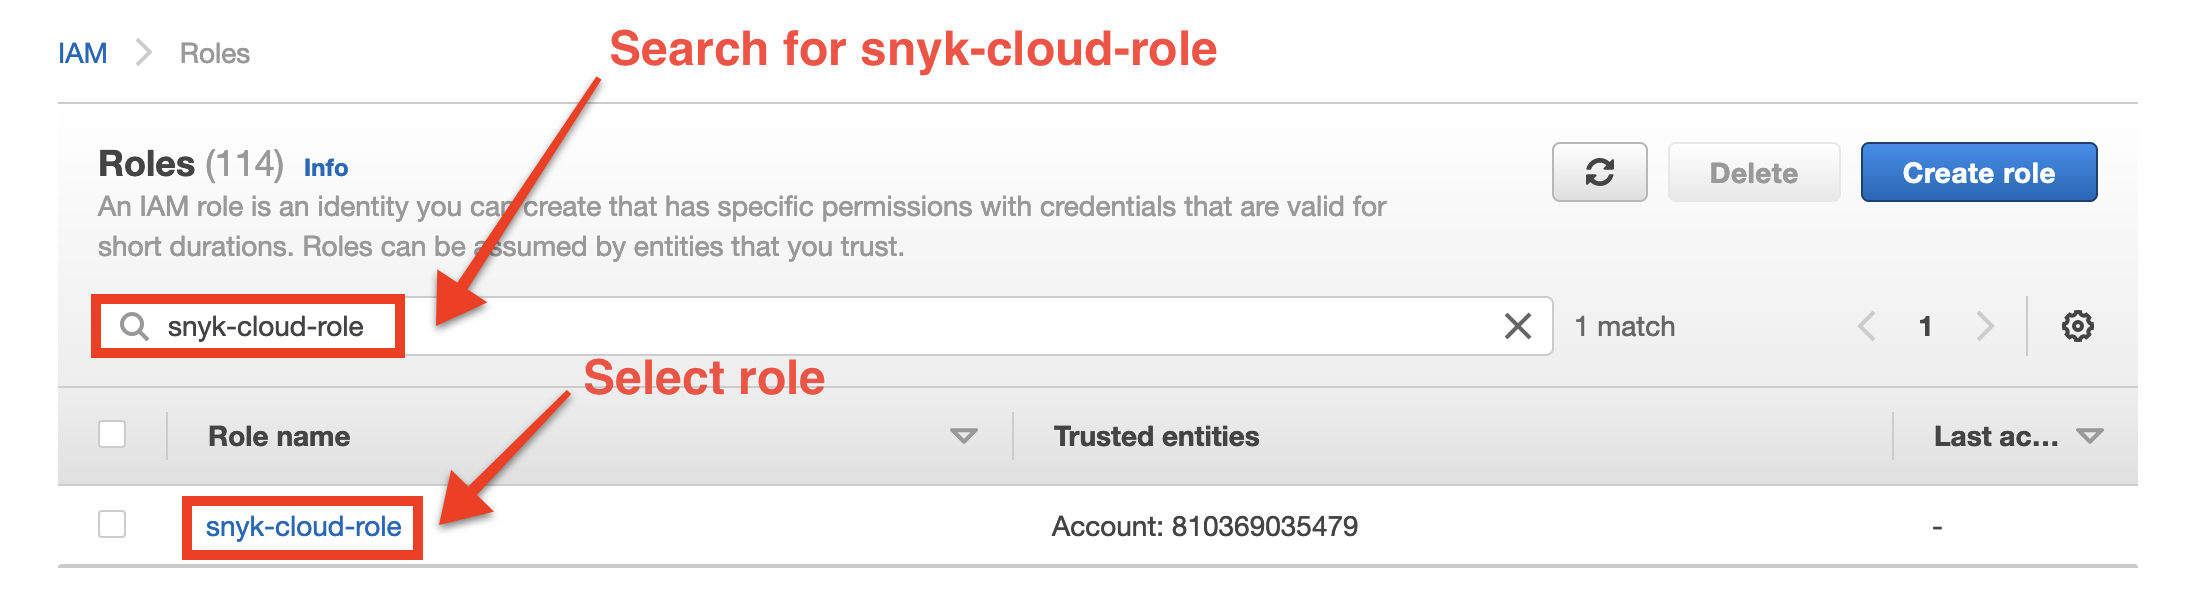 Search for snyk-cloud-role
IAM Roles
Roles (114) Info
Delete
Create role
An IAM role is an identity you can create that has specific permissions with credentials that are valid for
short durations. Roles can be assumed by entities that you trust.
snyk-cloud-role
1 match
1
Select role
Role name
Trusted entities
Last ac...
snyk-cloud-role
Account: 810369035479
-